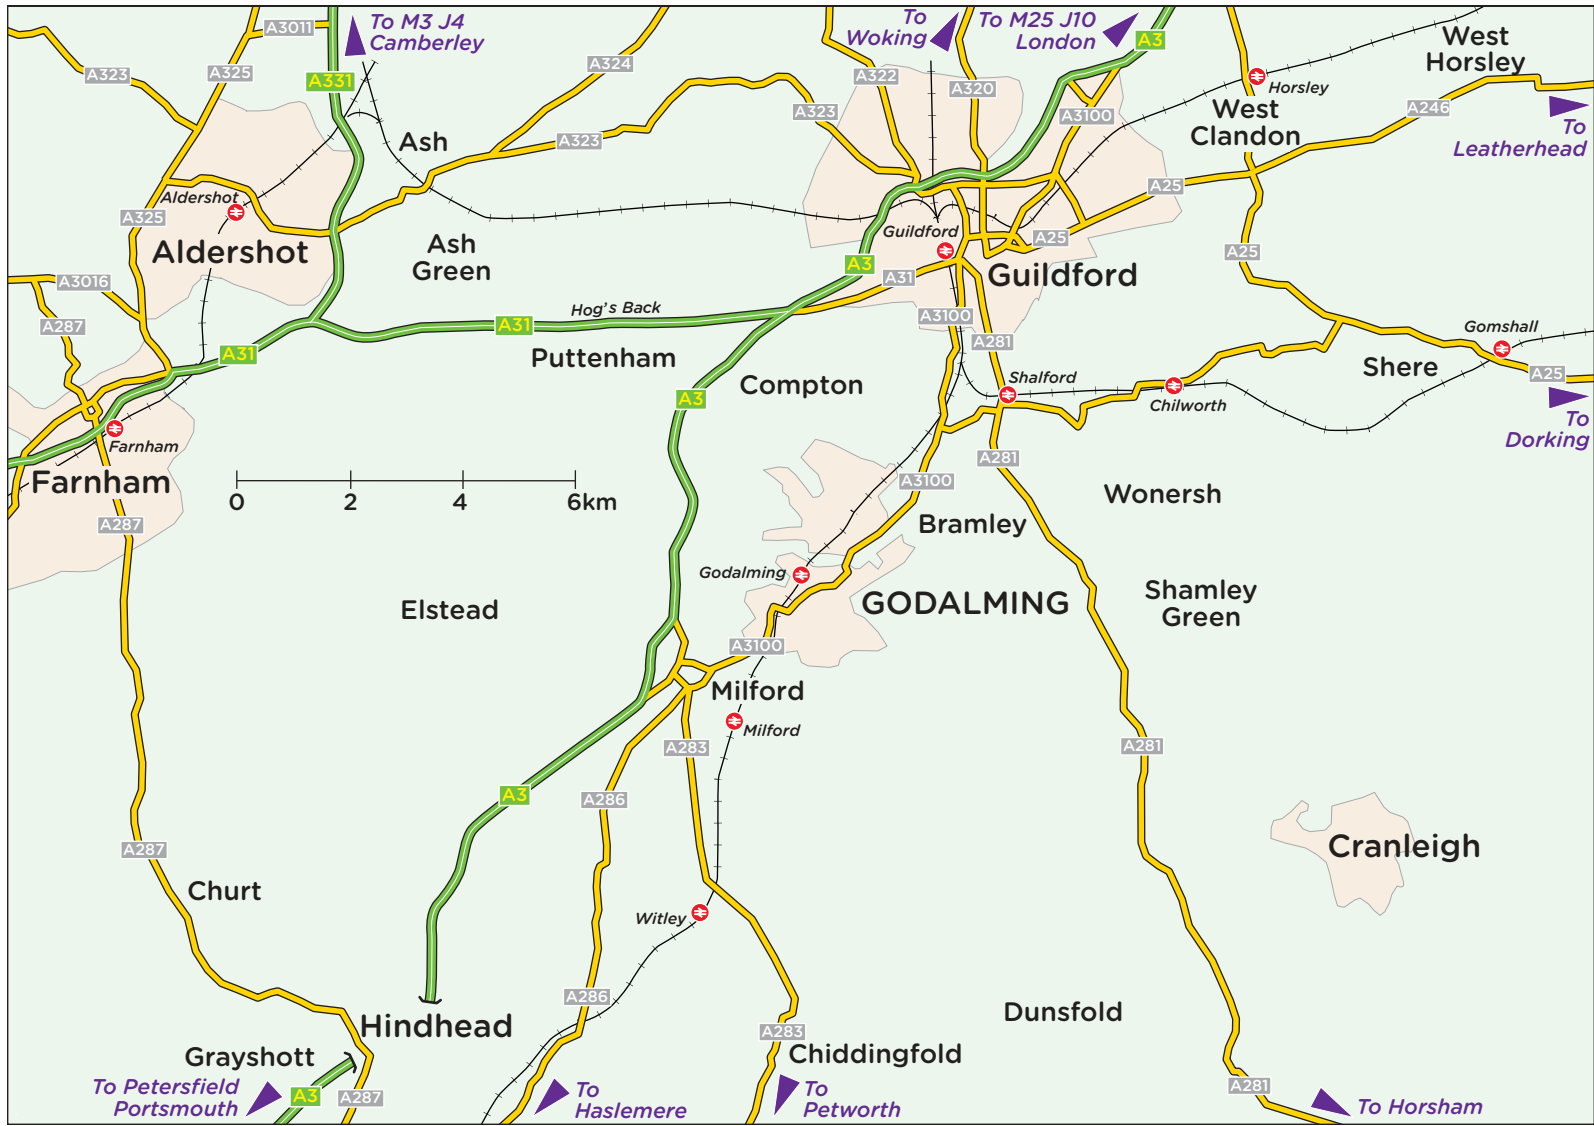 A3011
To M3 J4
Camberley
To
Woking
To M25 J10
London
A3
West
Horsley
A323
A325
A331
A324
A322
A320
Horsley
A323
A3100
West
Clandon
A246
To
Leatherhead
Ash
A323
Aldershot
A325
A25
Guildford
A25
Aldershot
Ash
Green
A3
A31
Guildford
A25
A3016
A287
Hog's Back
A31
A3100
A281
Gomshall
A31
Puttenham
Compton
Shalford
Shere
A25
A3
Chilworth
To
Dorking
Farnham
Farnham
A281
0
2
4
6km
A3100
Wonersh
A287
Bramley
Godalming
GODALMING
Shamley
Green
Elstead
A3100
Milford
Milford
A283
A281
A3
A286
A287
Cranleigh
Churt
Witley
A286
Dunsfold
Hindhead
A283
Grayshott
Chiddingfold
To Petersfield
Portsmouth
A3
A287
To
Haslemere
To
Petworth
A281
To Horsham